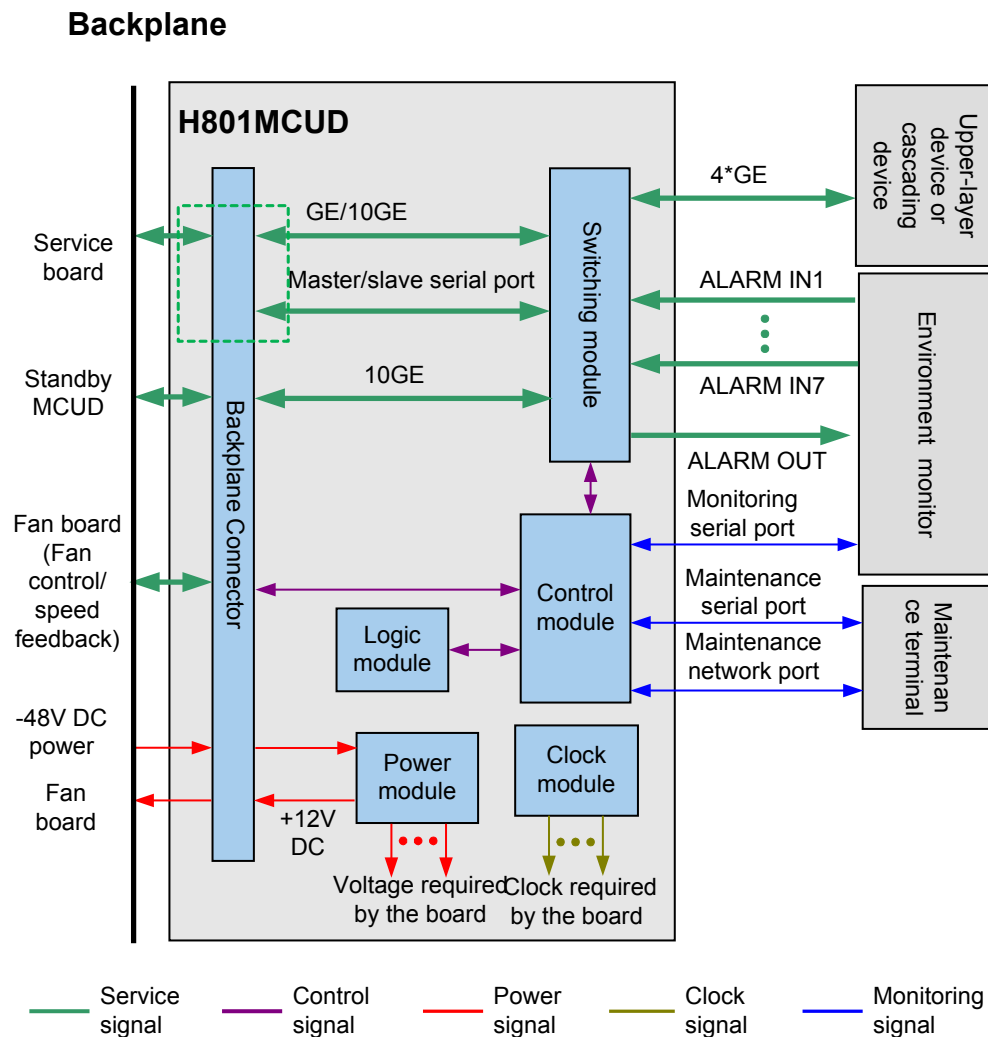 Backplane
H801MCUD
Upper-layer
device or
cascading
device
4*GE
GE/10GE
Service
board
Switching module
Master/slave serial port
ALARM IN1
Environment monitor
Standby
MCUD
10GE
ALARM IN7
Backplane Connector
ALARM OUT
Monitoring
serial port
Fan board
(Fan
control/
speed
feedback)
Control
module
Maintenance
serial port
Logic
module
Maintenance
network port
Maintenan
ce terminal
-48V DC
power
Power
module
Clock
module
Fan
board
+12V
DC
Voltage required
by the board
Clock required
by the board
Service
signal
Control
signal
Power
signal
Clock
signal
Monitoring
signal